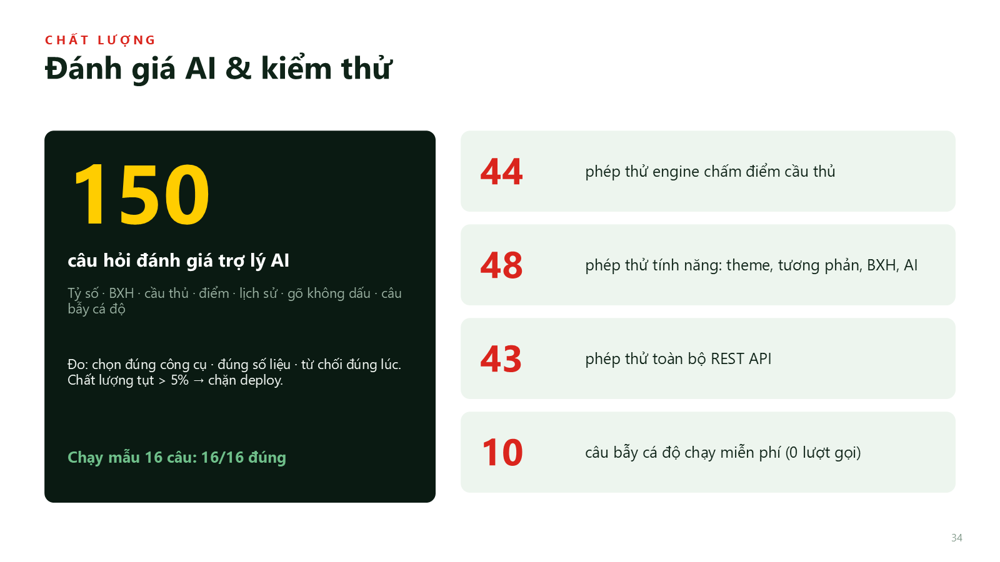 CHẤT LƯỢNG
Đánh giá AI & kiểm thử
150
câu hỏi đánh giá trợ lý AI
Tỷ số · BXH · cầu thủ · điểm · lịch sử · gõ không dấu · câu
bẫy cá độ
Đo: chọn đúng công cụ · đúng số liệu · từ chối đúng lúc.
Chất lượng tụt > 5% → chặn deploy.
Chạy mẫu 16 câu: 16/16 đúng
44
phép thử engine chấm điểm cầu thủ
48
phép thử tính năng: theme, tương phản, BXH, AI
43
phép thử toàn bộ REST API
10
câu bẫy cá độ chạy miễn phí (0 lượt gọi)
34